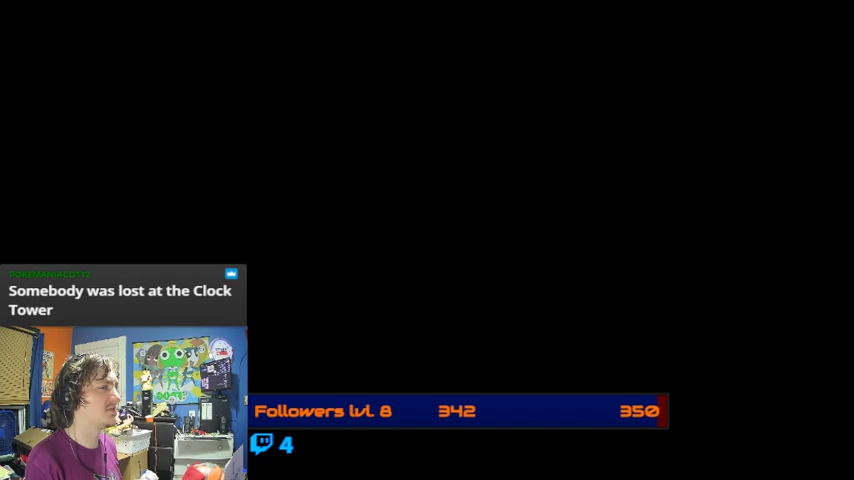 POKEMANIACO112
Somebody was lost at the Clock
Tower
Followers lvl. 8 342 350
4